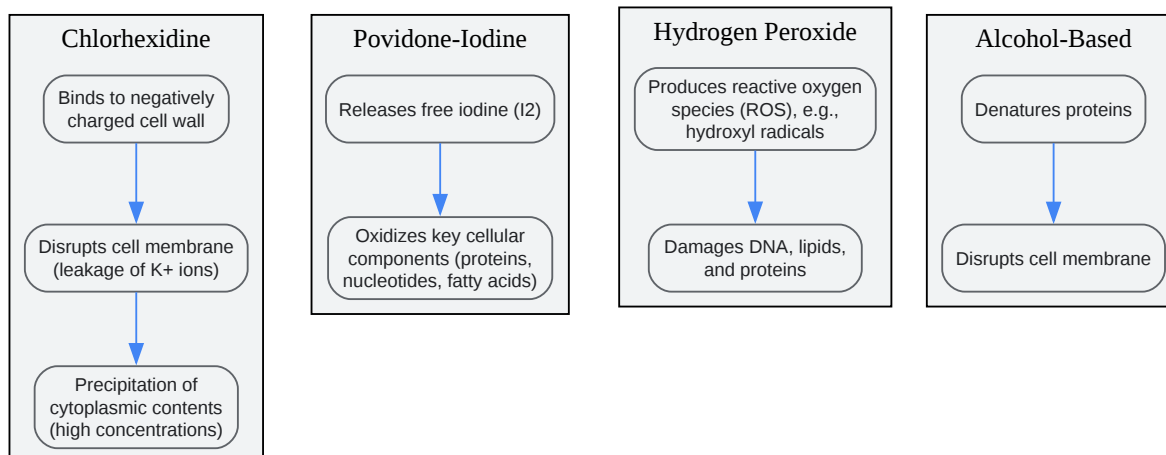 Chlorhexidine
Binds to negatively
charged cell wall
Disrupts cell membrane
(leakage of K+ ions)
Precipitation of
cytoplasmic contents
(high concentrations)
Povidone-Iodine
Releases free iodine (I2)
Oxidizes key cellular
components (proteins,
nucleotides, fatty acids)
Hydrogen Peroxide
Produces reactive oxygen
species (ROS), e.g.,
hydroxyl radicals
Damages DNA, lipids,
and proteins
Alcohol-Based
Denatures proteins
Disrupts cell membrane